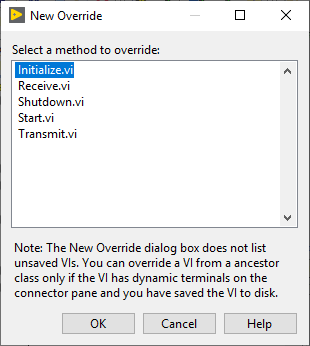 New Override
Select a method to override:
Initialize.vi
Receive.vi
Shutdown.vi
Start.vi
Transmit.vi
Note: The New Override dialog box does not list
unsaved VIs. You can override a VI from a ancestor
class only if the VI has dynamic terminals on the
connector pane and you have saved the VI to disk.
OK Cancel Help